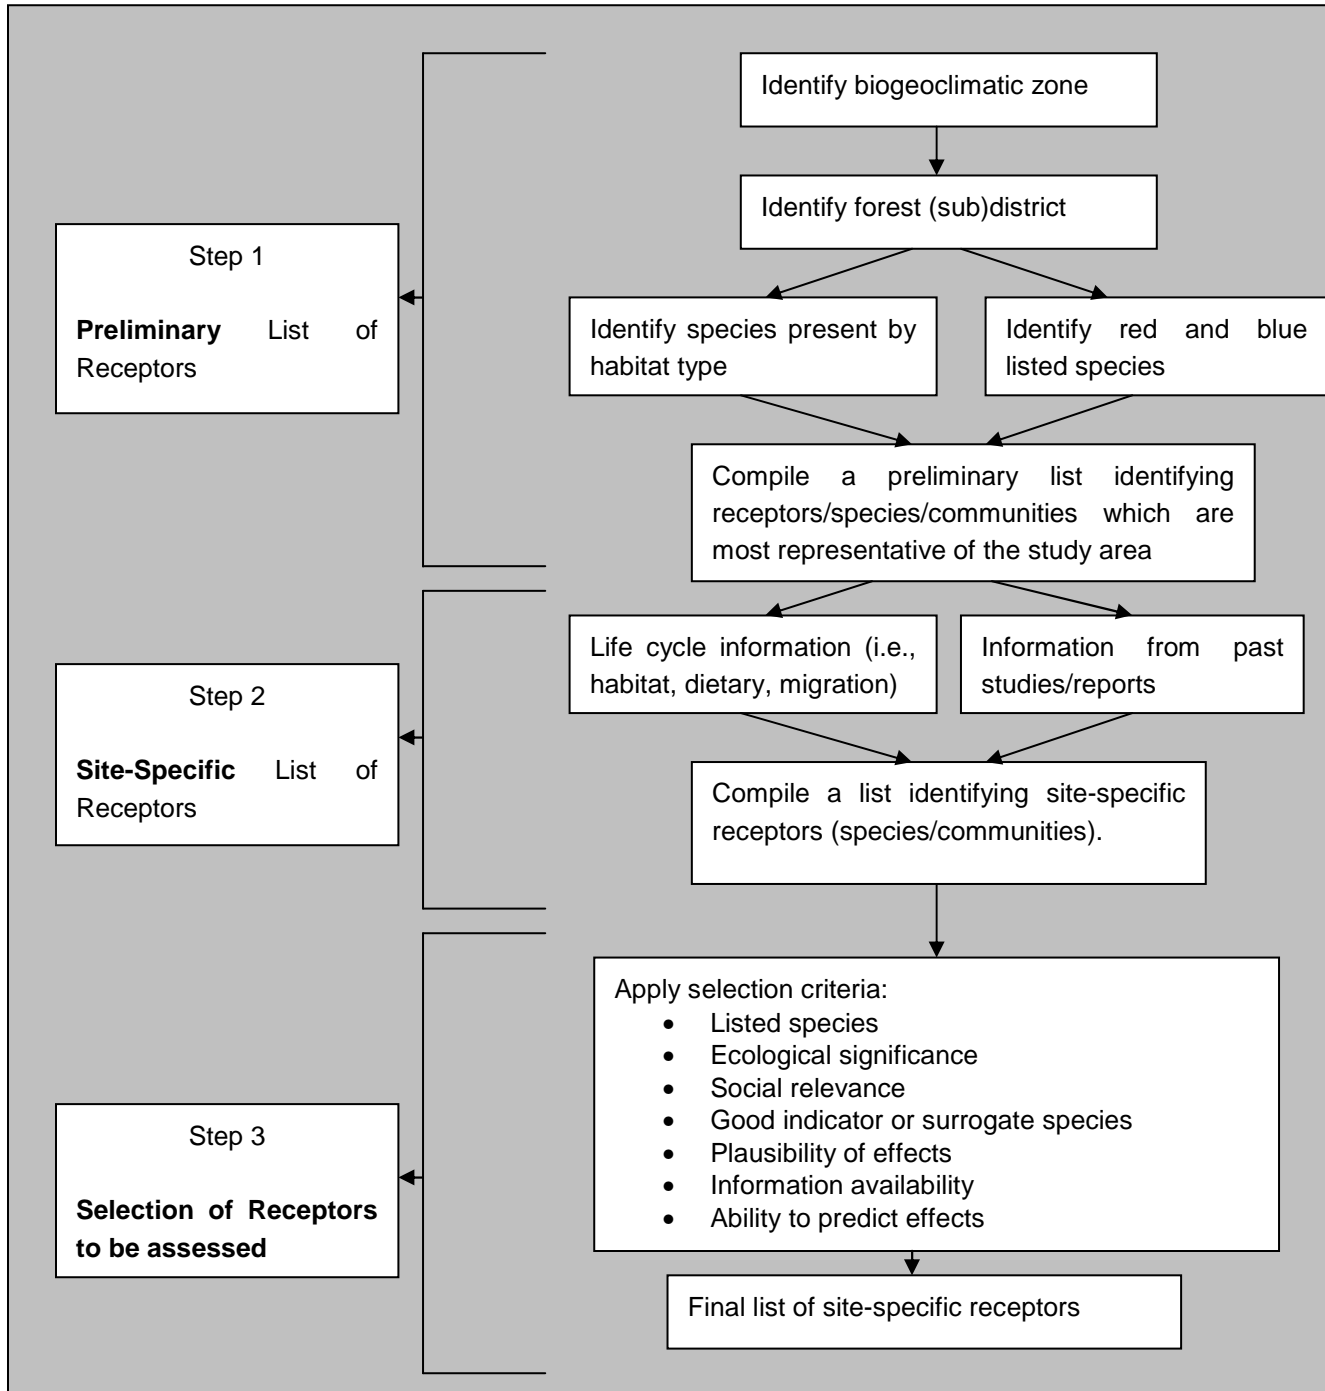 Identify biogeoclimatic zone
Identify forest (sub)district
Step 1
Preliminary List of
Receptors
Identify species present by
habitat type
Identify red and blue
listed species
Compile a preliminary list identifying
receptors/species/communities which are
most representative of the study area
Step 2
Site-Specific List of
Receptors
Life cycle information (i.e.,
habitat, dietary, migration)
Information from past
studies/reports
Compile a list identifying site-specific
receptors (species/communities).
Step 3
Selection of Receptors
to be assessed
Apply selection criteria:
• Listed species
• Ecological significance
• Social relevance
• Good indicator or surrogate species
• Plausibility of effects
• Information availability
• Ability to predict effects
Final list of site-specific receptors